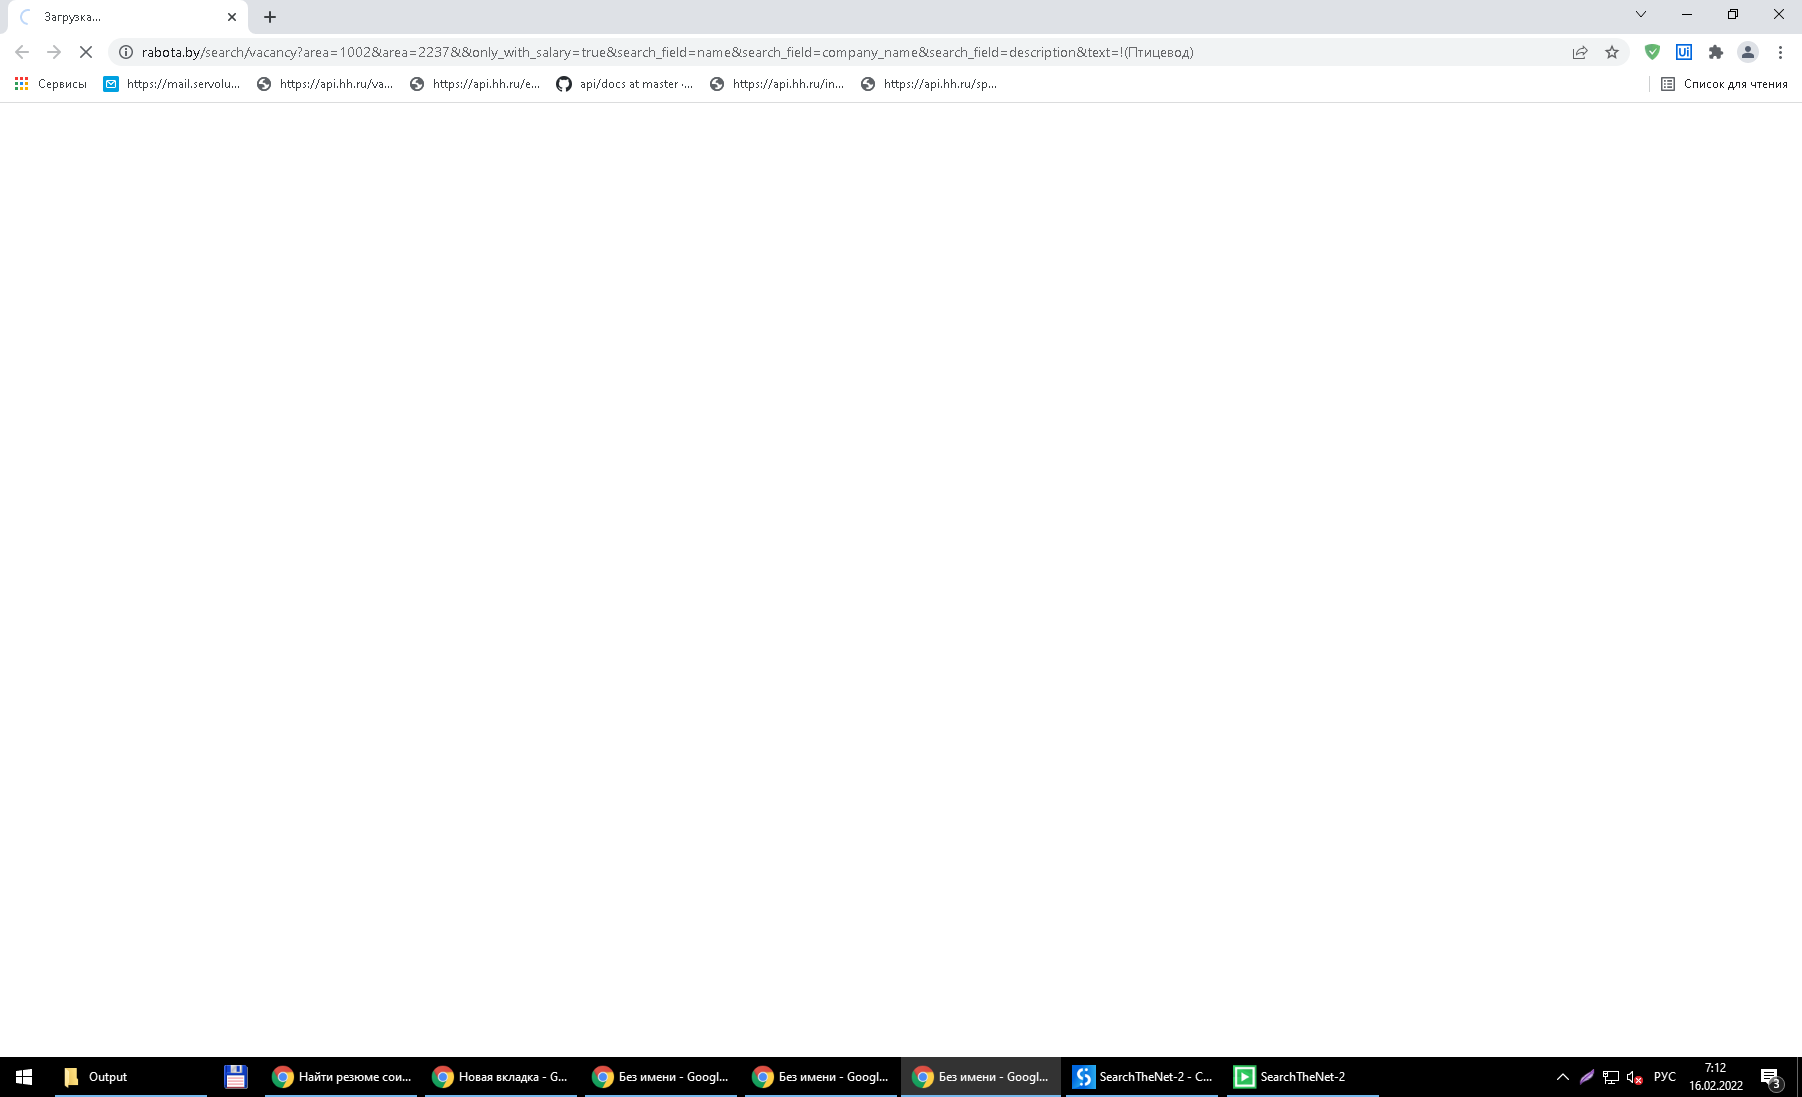 Загрузка...
rabota.by/search/vacancy?area=1002&area=2237&&only_with_salary=true&search_field=name&search_field=company_name&search_field=description&text=!(Птицевод)
Сервисы https://mail.servolu... https://api.hh.ru/va... https://api.hh.ru/e... api/docs at master ·... https://api.hh.ru/in... https://api.hh.ru/sp... Список для чтения
Output Найти резюме сои... Новая вкладка - G... Без имени - Googl... Без имени - Googl... Без имени - Googl... SearchTheNet-2 - C... SearchTheNet-2 РУС
7:12
16.02.2022
3
Ui